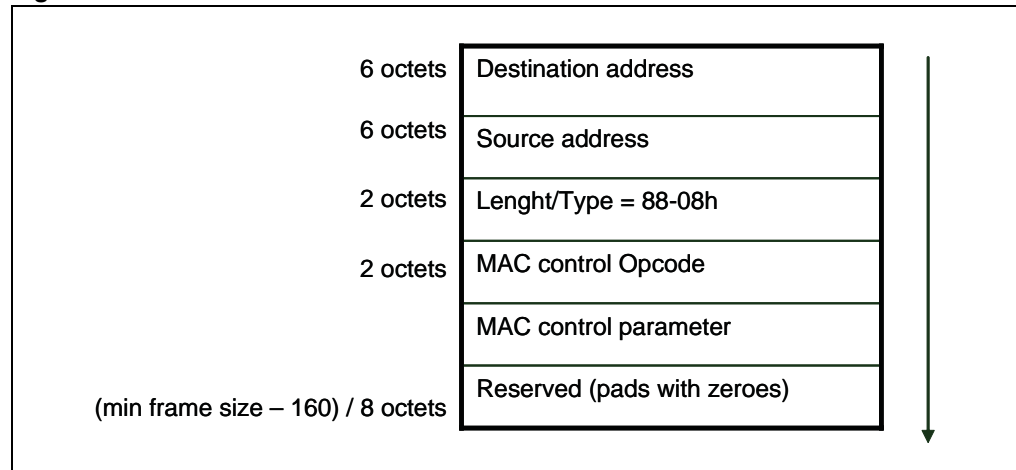 6 octets Destination address
6 octets Source address
2 octets Lenght/Type = 88-08h
2 octets MAC control Opcode
MAC control parameter
(min frame size – 160) / 8 octets Reserved (pads with zeroes)